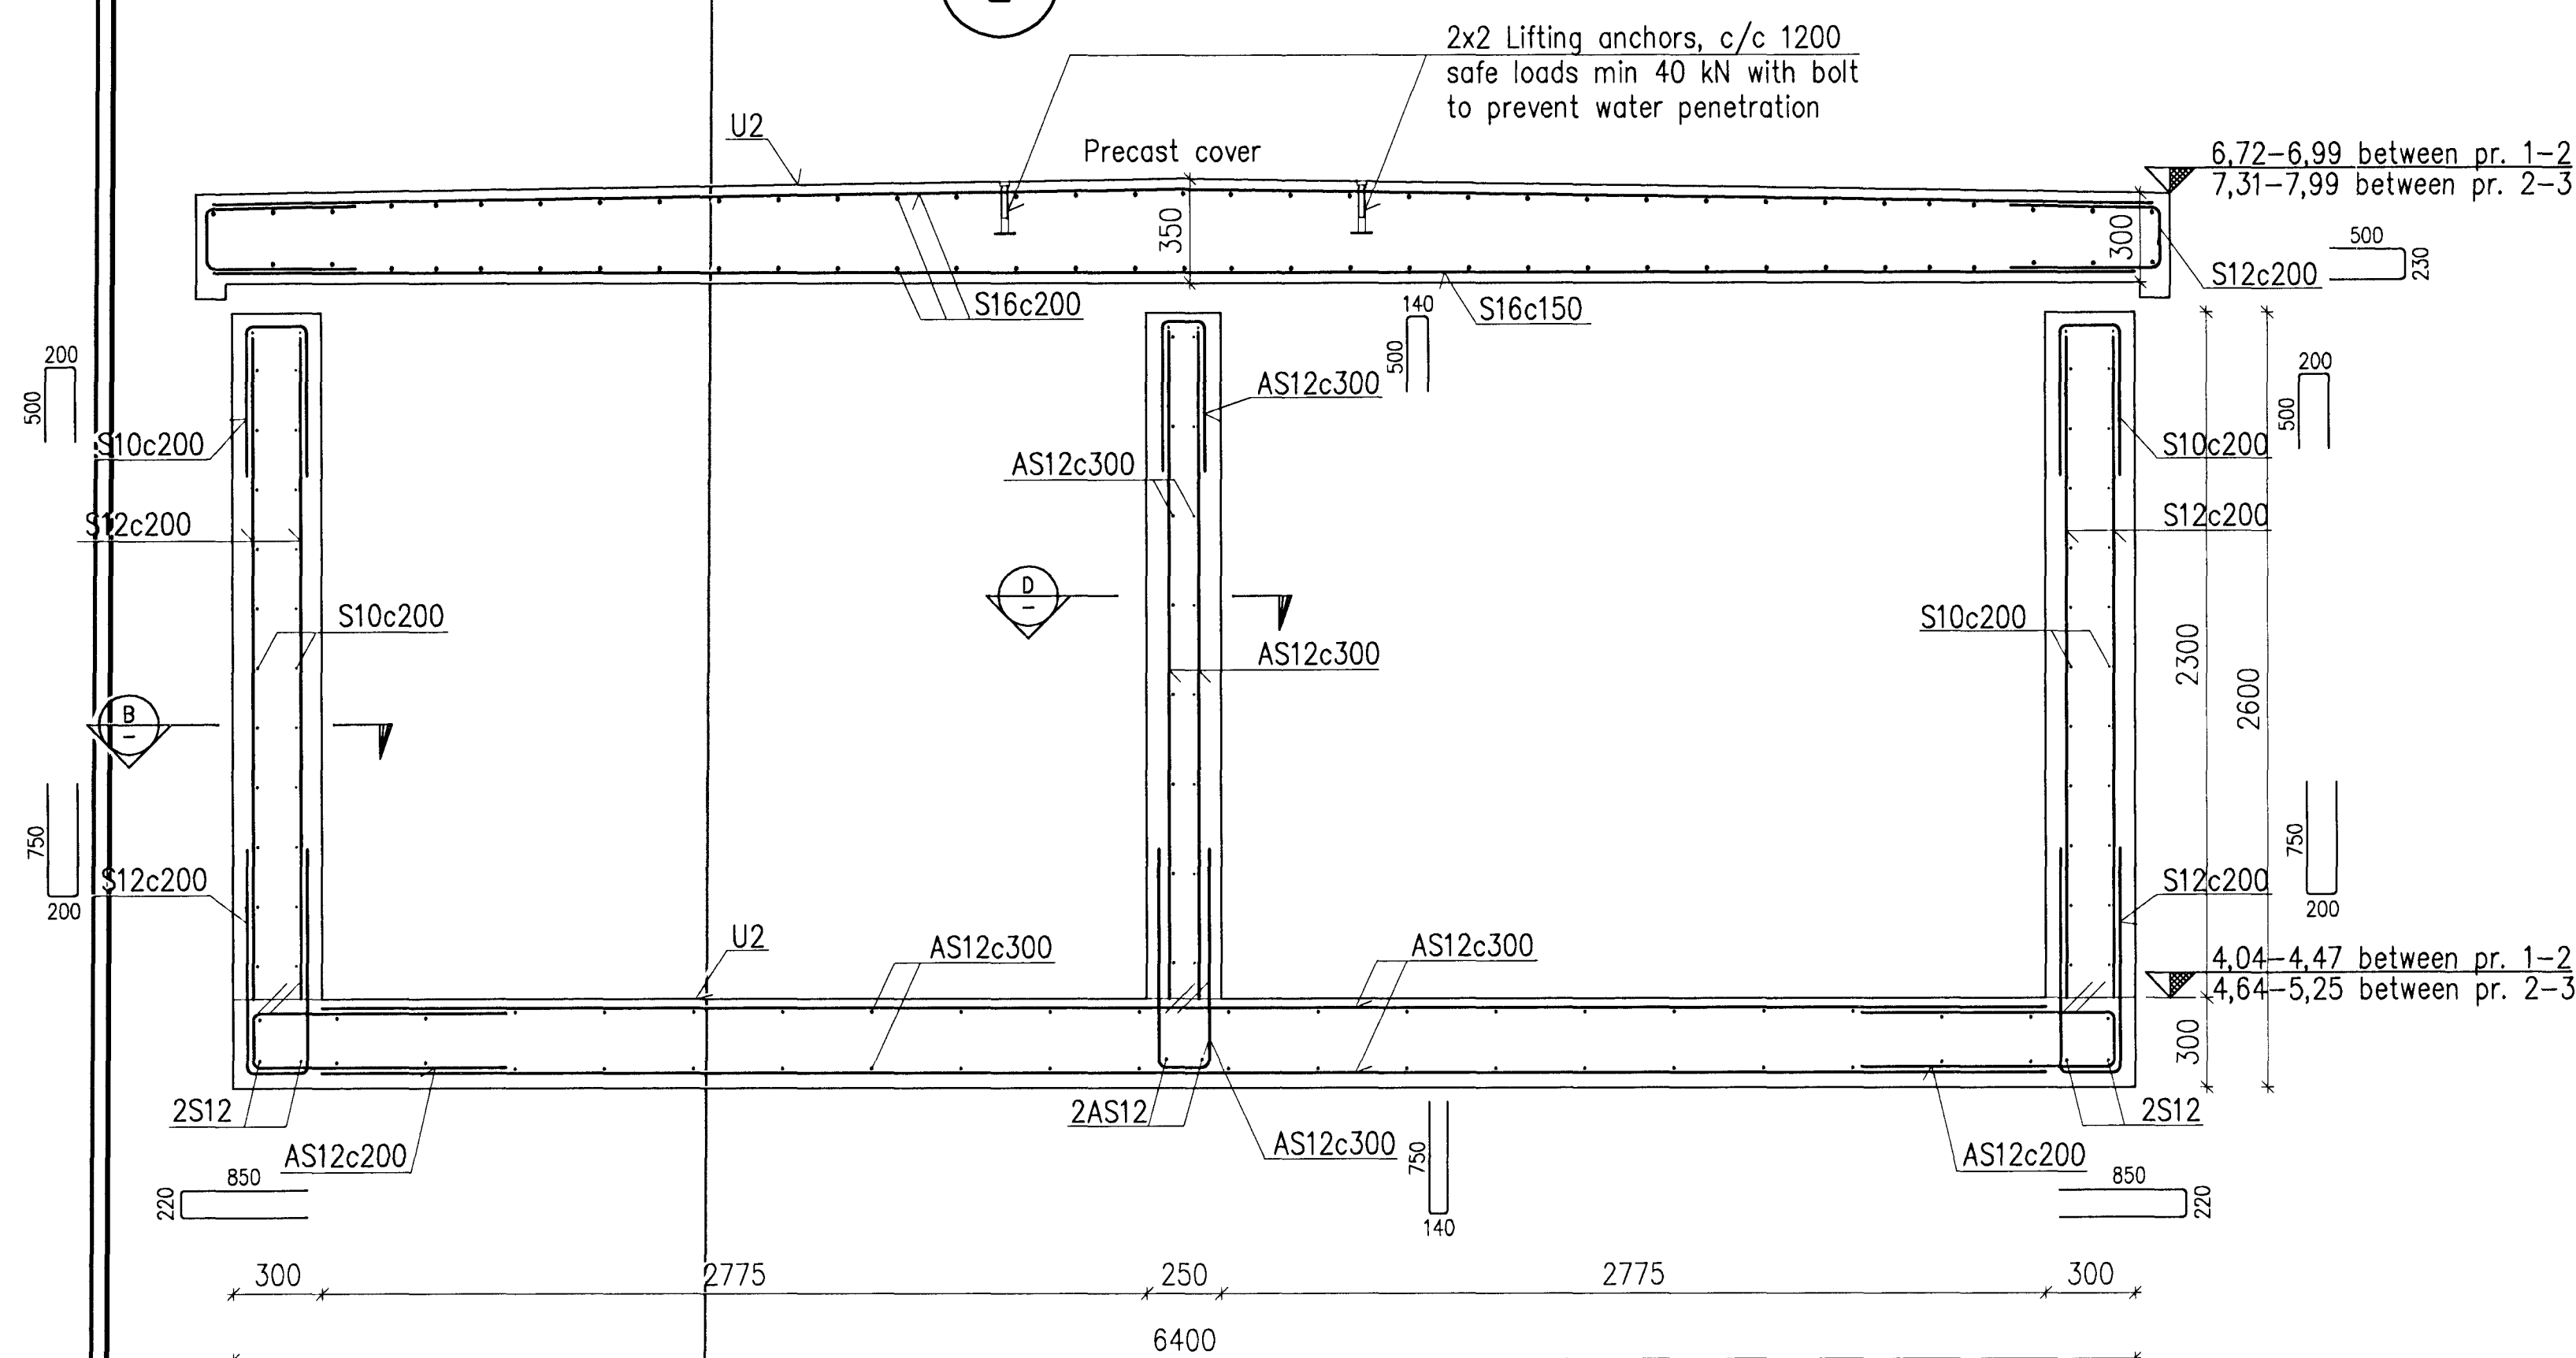 2x2 Lifting anchors, c/c 1200
safe loads min 40 kN with bolt
to prevent water penetration
U2
Precast cover
6,72-6,99 between pr. 1-2
7,31-7,99 between pr. 2-3
350
300
500
230
S12c200
S16c200
140
S16c150
500
200
500
AS12c300
200
500
S10c200
AS12c300
S10c200
S12c200
S12c200
D
-
S10c200
S10c200
AS12c300
2300
2600
B
-
750
200
S12c200
750
200
S12c200
U2
AS12c300
AS12c300
4,04-4,47 between pr. 1-2
4,64-5,25 between pr. 2-3
300
2S12
2AS12
2S12
AS12c200
AS12c300
750
140
AS12c200
850
220
850
220
300
2775
250
2775
300
6400